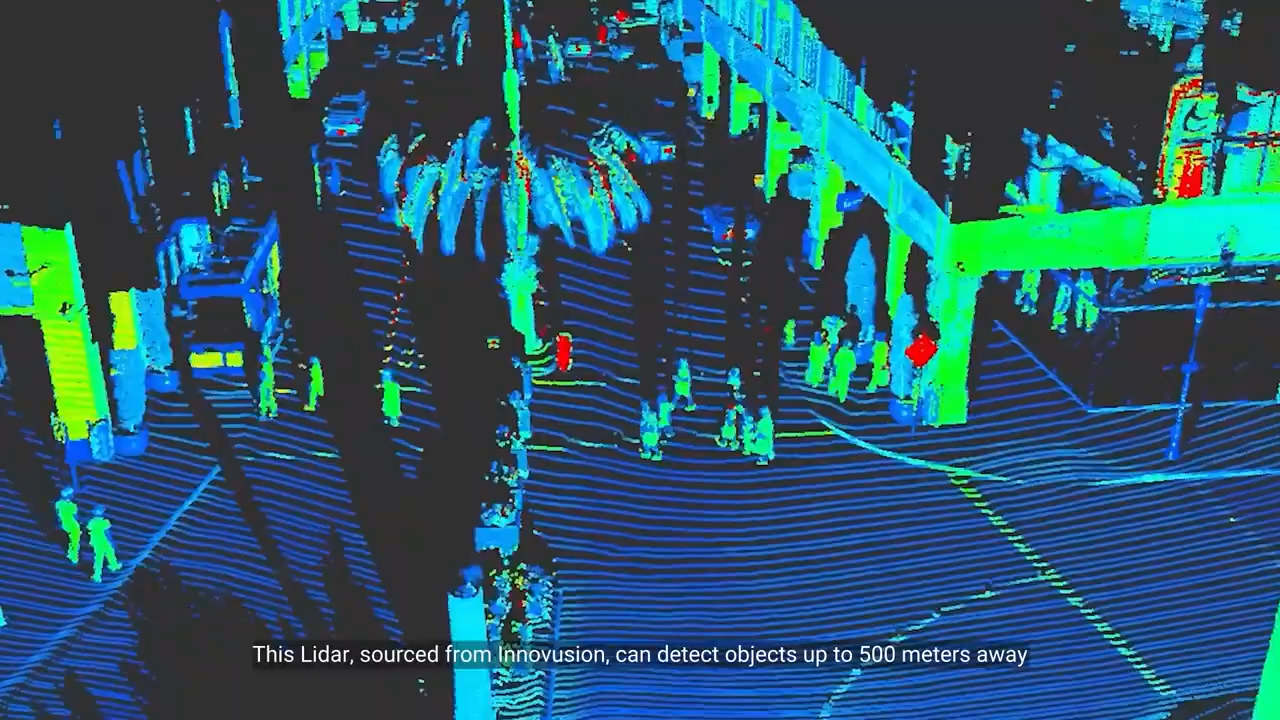 This Lidar, sourced from Innovusion, can detect objects up to 500 meters away